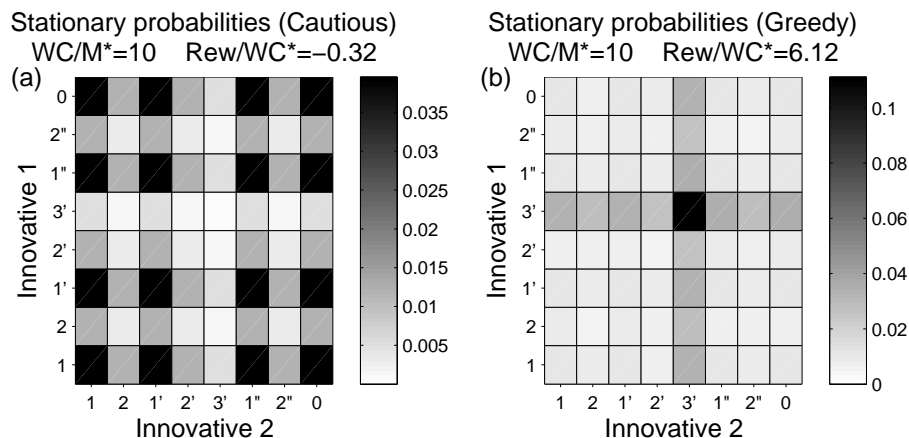 Stationary probabilities (Cautious)
WC/M*=10 Rew/WC*=−0.32
(a)
0
2"
1"
3'
2'
1'
2
1
Innovative 1
1 2 1' 2' 3' 1" 2" 0
Innovative 2
0.035
0.03
0.025
0.02
0.015
0.01
0.005
Stationary probabilities (Greedy)
WC/M*=10 Rew/WC*=6.12
(b)
0
2"
1"
3'
2'
1'
2
1
Innovative 1
1 2 1' 2' 3' 1" 2" 0
Innovative 2
0.1
0.08
0.06
0.04
0.02
0